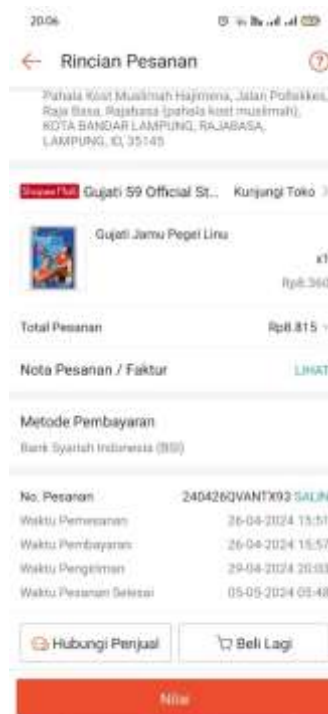 20.06
Rincian Pesanan
Pahala Kost Muslimah Hajimena, Jalan Poltekkes,
Raja Basa, Rajabasa (pahala kost muslimah),
KOTA BANDAR LAMPUNG, RAJABASA,
LAMPUNG, ID, 35145
Gujati 59 Official St... Kunjungi Toko
Gujati Jamu Pegel Linu
x1
Rp8.360
Total Pesanan Rp8.815
Nota Pesanan / Faktur LIHAT
Metode Pembayaran
Bank Syariah Indonesia (BSI)
No. Pesanan 240426QVANTX93 SALIN
Waktu Pemesanan 26-04-2024 15:51
Waktu Pembayaran 26-04-2024 15:57
Waktu Pengiriman 29-04-2024 20:03
Waktu Pesanan Selesai 05-05-2024 05:48
Hubungi Penjual
Beli Lagi
Nilai